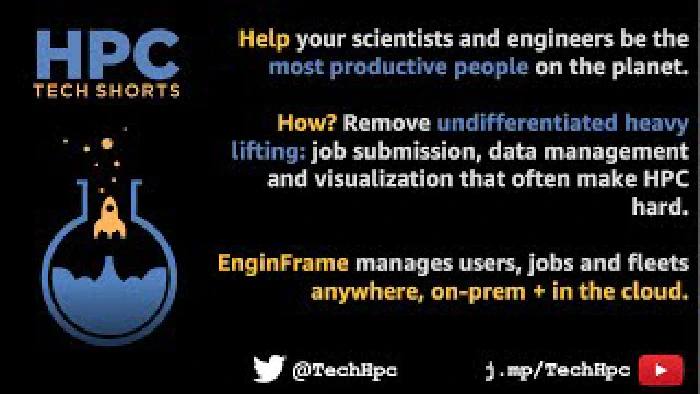 HPC
TECH SHORTS
Help your scientists and engineers be the
most productive people on the planet.
How? Remove undifferentiated heavy
lifting: job submission, data management
and visualization that often make HPC
hard.
EnginFrame manages users, jobs and fleets
anywhere, on-prem + in the cloud.
@TechHpc
j.mp/TechHpc